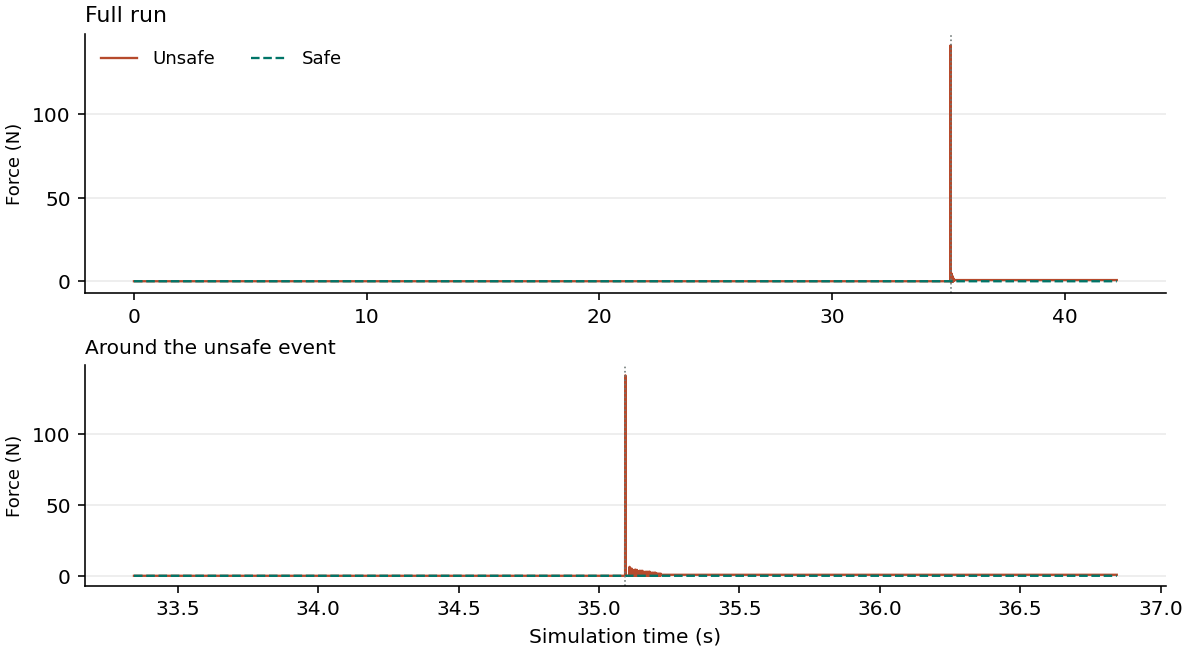 Full run
Unsafe Safe
Force (N)
100
50
0
0 10 20 30 40
Around the unsafe event
Force (N)
100
50
0
33.5 34.0 34.5 35.0 35.5 36.0 36.5 37.0
Simulation time (s)